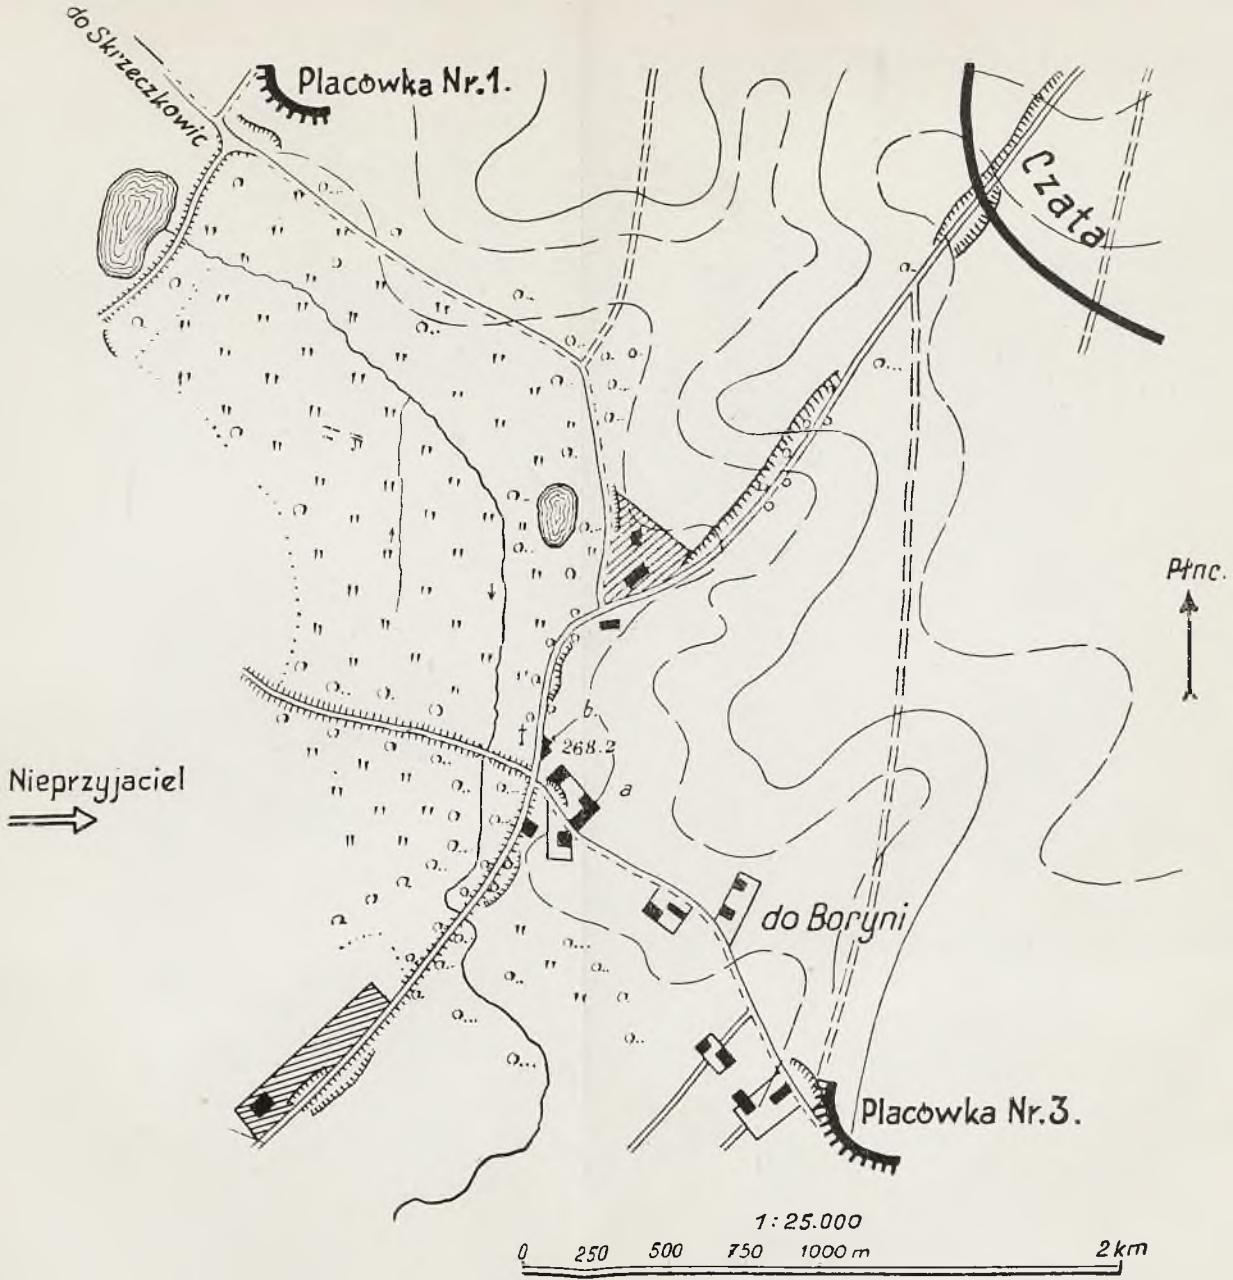 do Skrzeczkowic
Placówka Nr.1.
Czata
Płnc.
b
268.2
a
Nieprzyjaciel
do Boryni
Placówka Nr.3.
1:25.000
0 250 500 750 1000 m 2 km